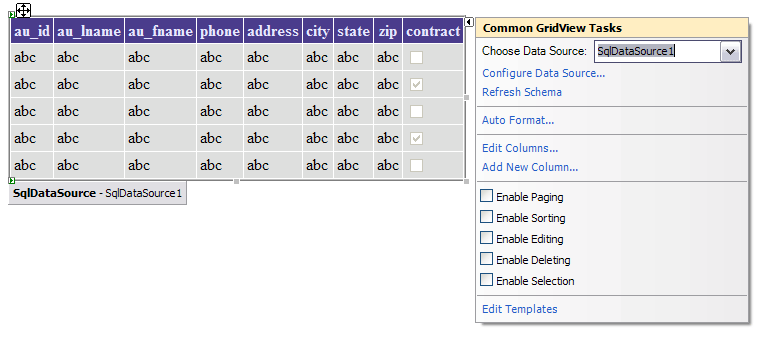 au_id au_lname au_fname phone address city state zip contract
abc abc abc abc abc abc abc abc
abc abc abc abc abc abc abc abc
abc abc abc abc abc abc abc abc
abc abc abc abc abc abc abc abc
abc abc abc abc abc abc abc abc
SqlDataSource - SqlDataSource1
Common GridView Tasks
Choose Data Source: SqlDataSource1
Configure Data Source...
Refresh Schema
Auto Format...
Edit Columns...
Add New Column...
Enable Paging
Enable Sorting
Enable Editing
Enable Deleting
Enable Selection
Edit Templates